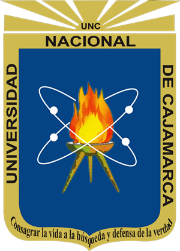 UNC
NACIONAL
UNIVERSIDAD
DE CAJAMARCA
Consagrar la vida a la búsqueda y defensa de la verdad